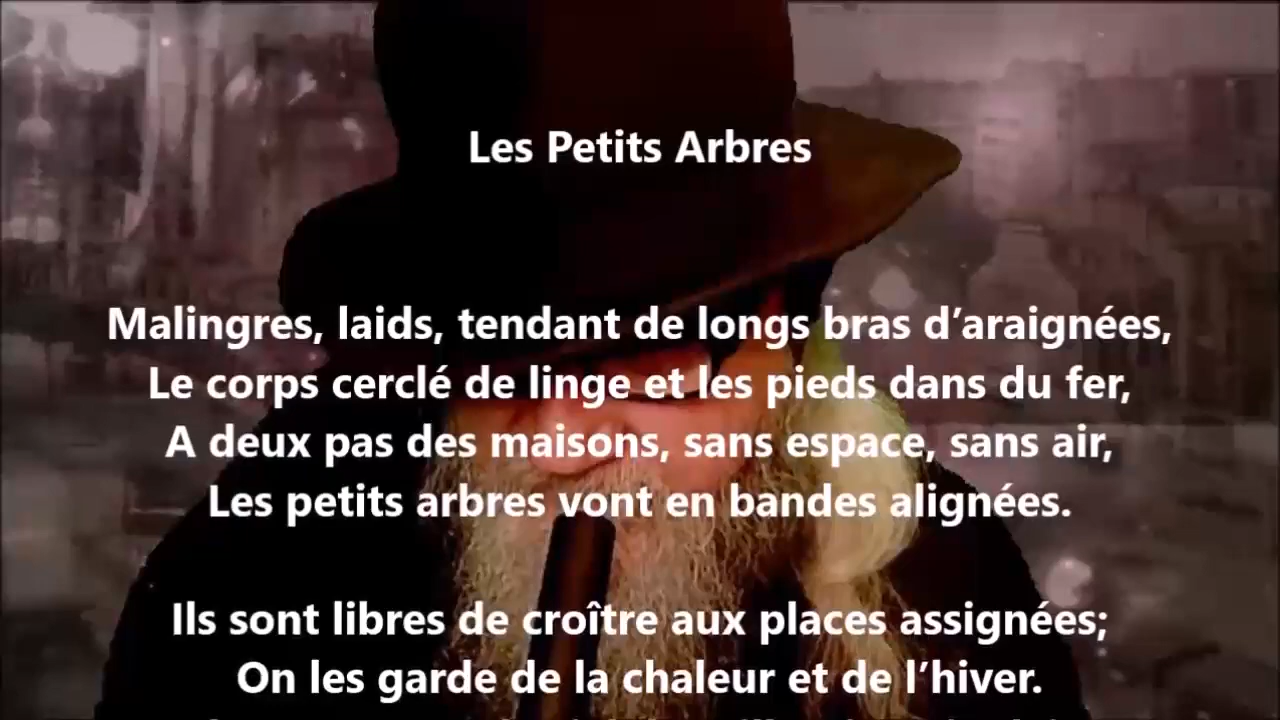 Les Petits Arbres
Malingres, laids, tendant de longs bras d’araignées,
Le corps cerclé de linge et les pieds dans du fer,
A deux pas des maisons, sans espace, sans air,
Les petits arbres vont en bandes alignées.
Ils sont libres de croître aux places assignées;
On les garde de la chaleur et de l’hiver.